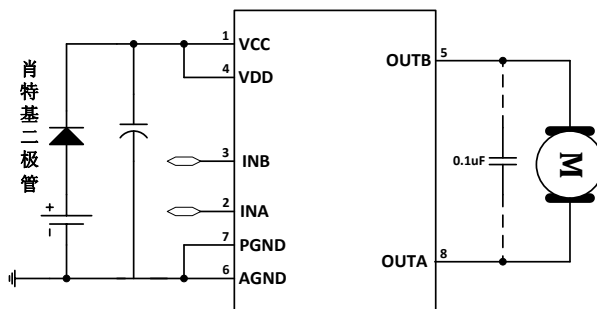 肖特基二极管
+
1
VCC
4
VDD
3
INB
2
INA
7
PGND
6
AGND
OUTB
5
0.1uF
M
OUTA
8